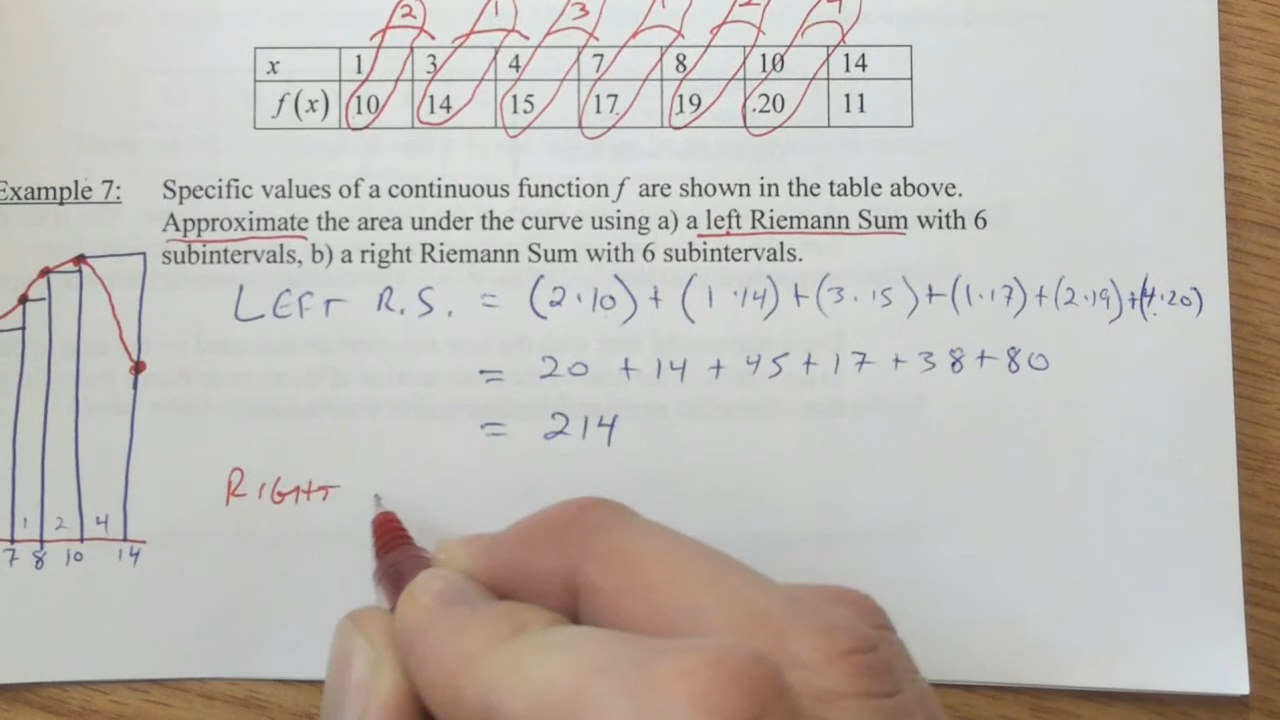 2 1 3 1 2 4
x 1 3 4 7 8 10 14
f(x) 10 14 15 17 19 20 11
Example 7: Specific values of a continuous function f are shown in the table above.
Approximate the area under the curve using a) a left Riemann Sum with 6
subintervals, b) a right Riemann Sum with 6 subintervals.
LEFT R.S. = (2·10) + (1·14) + (3·15) + (1·17) + (2·19) + (4·20)
= 20 + 14 + 45 + 17 + 38 + 80
= 214
RIGHT
1 2 4
7 8 10 14